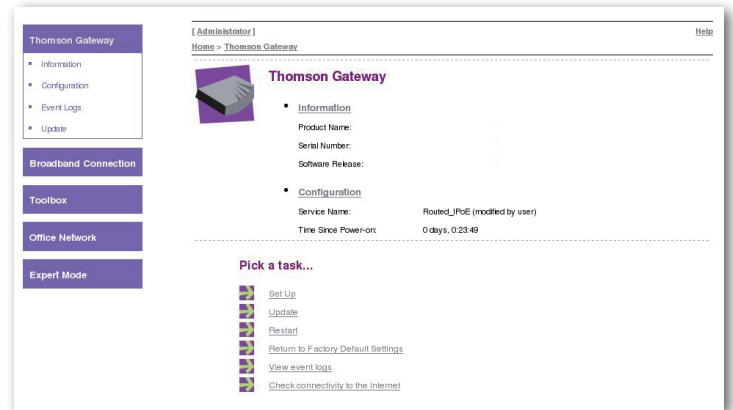 Thomson Gateway
Information
Configuration
Event Logs
Update
Broadband Connection
Toolbox
Office Network
Expert Mode
[ Administrator ] Help
Home > Thomson Gateway
Thomson Gateway
Information
Product Name:
Serial Number:
Software Release:
Configuration
Service Name: Routed_IPoE (modified by user)
Time Since Power-on: 0 days, 0:23:49
Pick a task...
Set Up
Update
Restart
Return to Factory Default Settings
View event logs
Check connectivity to the Internet